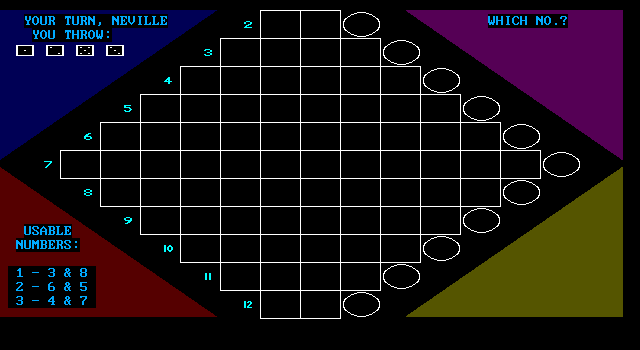 YOUR TURN, NEVILLE
YOU THROW:
WHICH NO.?
2
3
4
5
6
7
8
9
10
11
12
USABLE
NUMBERS:
1 - 3 & 8
2 - 6 & 5
3 - 4 & 7